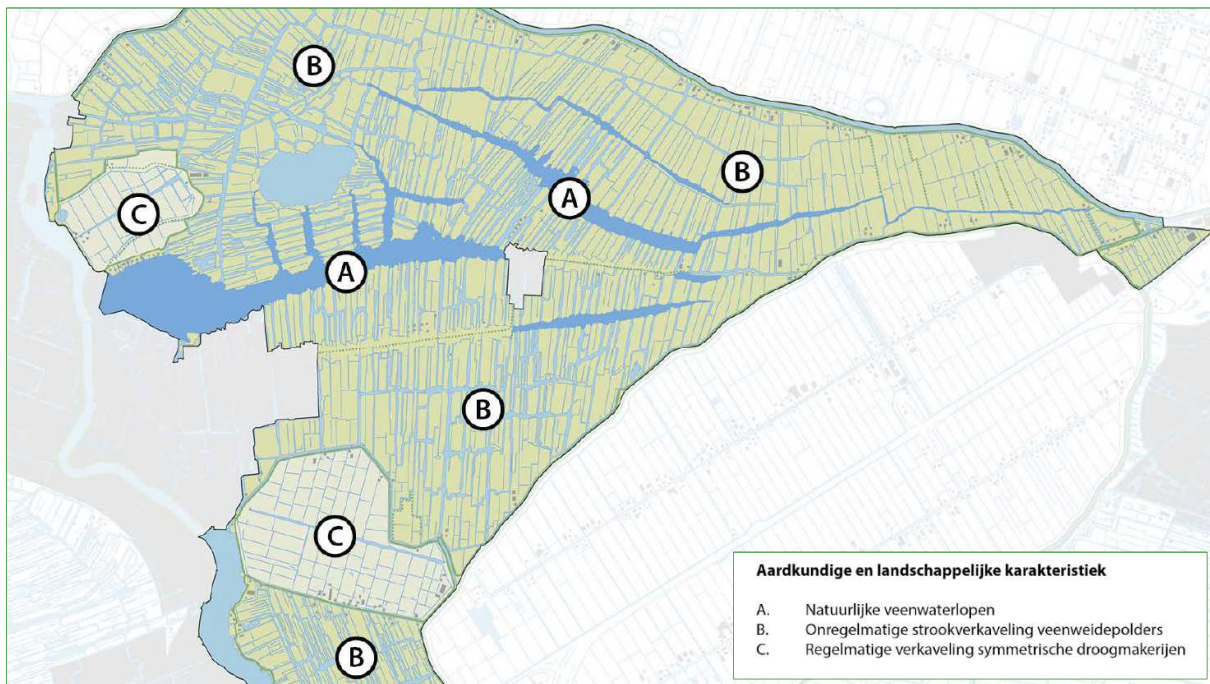 B
B
C
A
A
B
C
B
Aardkundige en landschappelijke karakteristiek
A. Natuurlijke veenwaterlopen
B. Onregelmatige strookverkaveling veenweidepolders
C. Regelmatige verkaveling symmetrische droogmakerijen